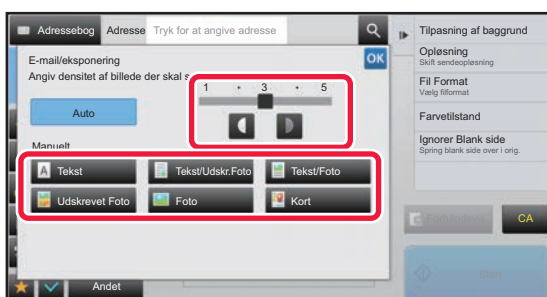 Adressebog
Adresse
Tryk for at angive adresse
E-mail/eksponering
OK
Angiv densitet af billede der skal s
1 • 3 • 5
Auto
Manuelt
Tekst
Tekst/Udskr.Foto
Tekst/Foto
Udskrevet Foto
Foto
Kort
Andet
Tilpasning af baggrund
Opløsning
Skift sendeopløsning
Fil Format
Vælg filformat
Farvetilstand
Ignorer Blank side
Spring blank side over i orig.
CA
Start